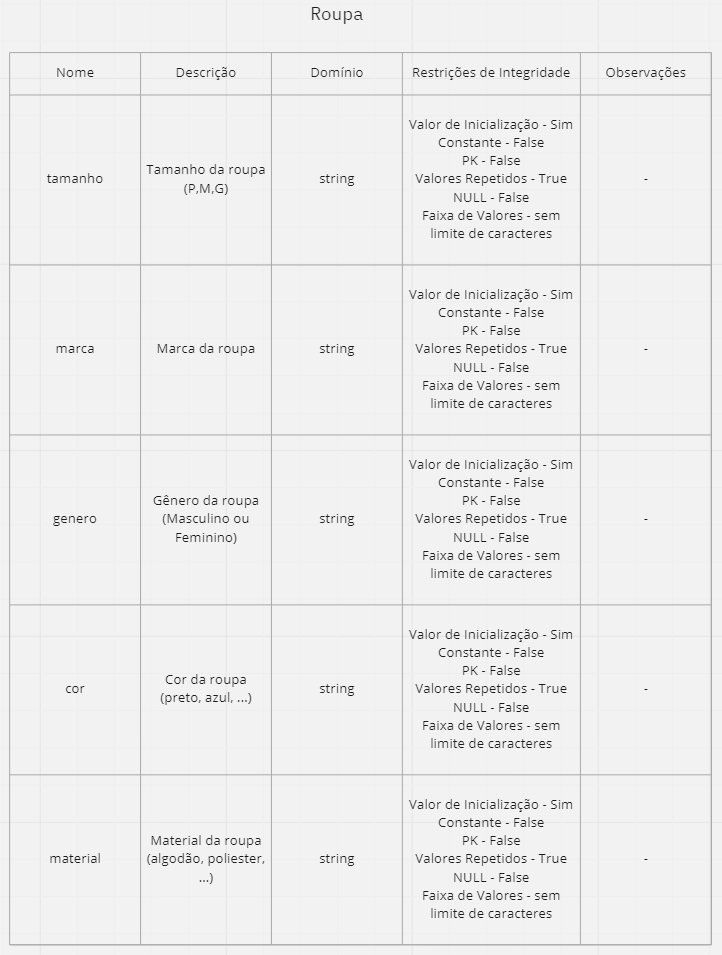 Roupa
Nome
Descrição
Domínio
Restrições de Integridade
Observações
tamanho
Tamanho da roupa
(P,M,G)
string
Valor de Inicialização - Sim
Constante - False
PK - False
Valores Repetidos - True
NULL - False
Faixa de Valores - sem
limite de caracteres
-
marca
Marca da roupa
string
Valor de Inicialização - Sim
Constante - False
PK - False
Valores Repetidos - True
NULL - False
Faixa de Valores - sem
limite de caracteres
-
genero
Gênero da roupa
(Masculino ou
Feminino)
string
Valor de Inicialização - Sim
Constante - False
PK - False
Valores Repetidos - True
NULL - False
Faixa de Valores - sem
limite de caracteres
-
cor
Cor da roupa
(preto, azul, ...)
string
Valor de Inicialização - Sim
Constante - False
PK - False
Valores Repetidos - True
NULL - False
Faixa de Valores - sem
limite de caracteres
-
material
Material da roupa
(algodão, poliester,
...)
string
Valor de Inicialização - Sim
Constante - False
PK - False
Valores Repetidos - True
NULL - False
Faixa de Valores - sem
limite de caracteres
-